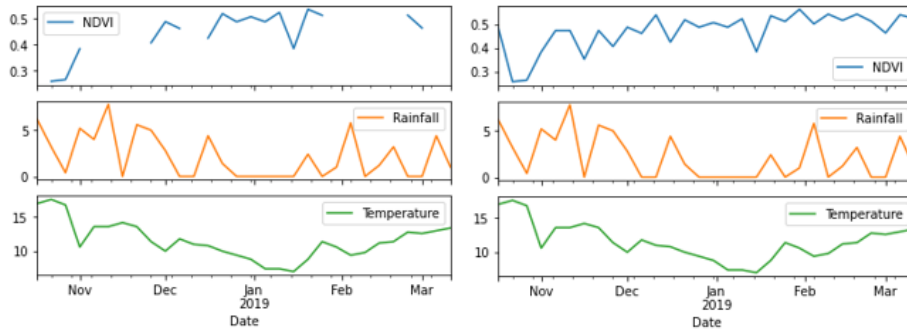 0.5
0.4
0.3
NDVI
5
0
Rainfall
15
10
Temperature
Nov
Dec
Jan
2019
Feb
Mar
Date
0.5
0.4
0.3
NDVI
5
0
Rainfall
15
10
Temperature
Nov
Dec
Jan
2019
Feb
Mar
Date